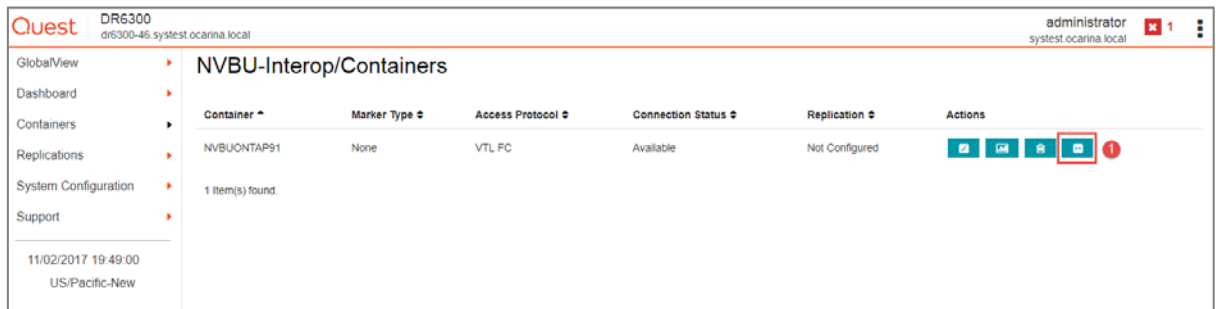 Quest
DR6300
dr6300-46.systest.ocarina.local
administrator
systest.ocarina.local
1
GlobalView
Dashboard
Containers
Replications
System Configuration
Support
11/02/2017 19:49:00
US/Pacific-New
NVBU-Interop/Containers
Container Marker Type Access Protocol Connection Status Replication Actions
NVBUONTAP91 None VTL FC Available Not Configured 1
1 Item(s) found.